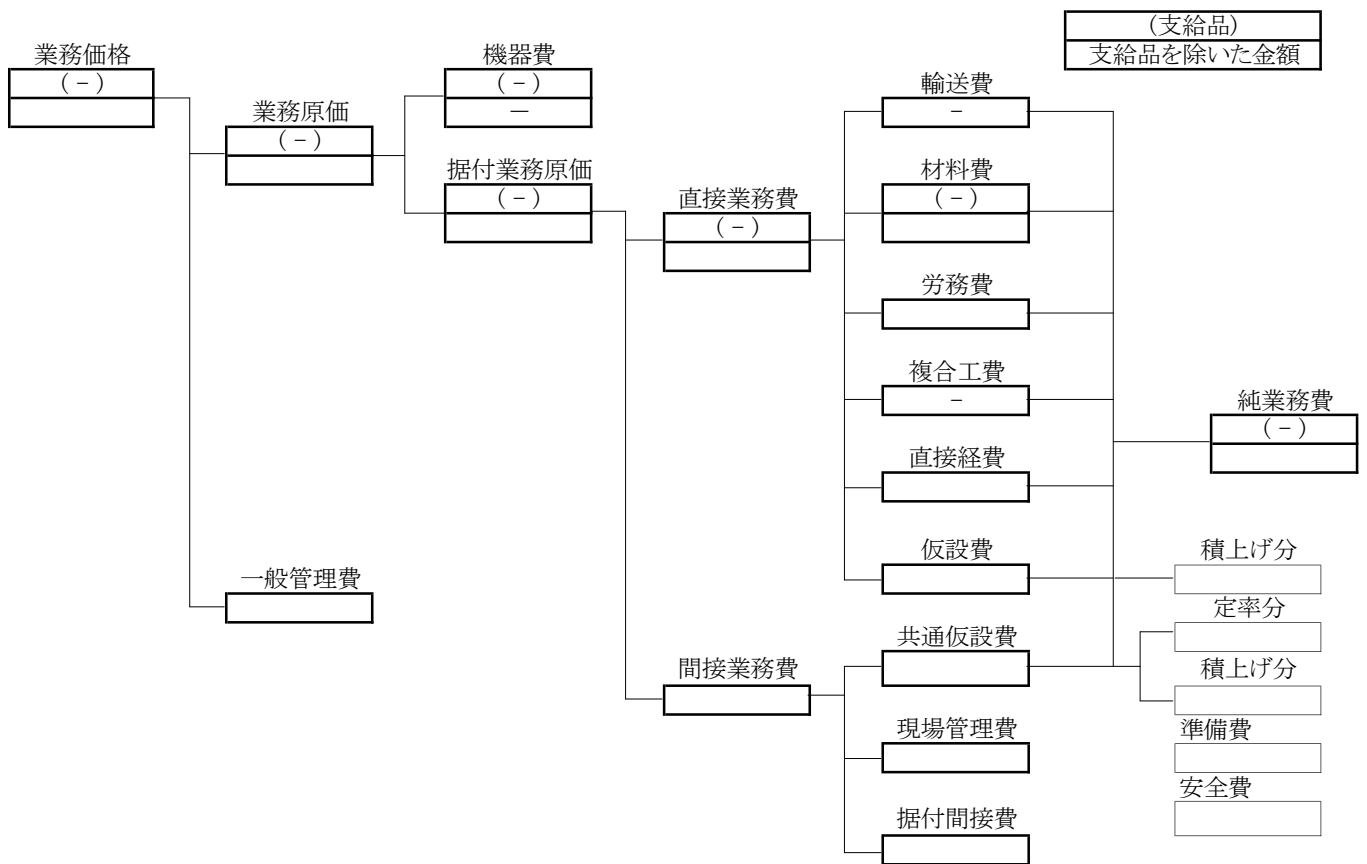 (支給品)
支給品を除いた金額
業務価格
(－)
業務原価
(－)
機器費
(－)
－
据付業務原価
(－)
直接業務費
(－)
輸送費
－
材料費
(－)
労務費
複合工費
－
直接経費
仮設費
純業務費
(－)
積上げ分
一般管理費
間接業務費
共通仮設費
定率分
積上げ分
現場管理費
準備費
安全費
据付間接費